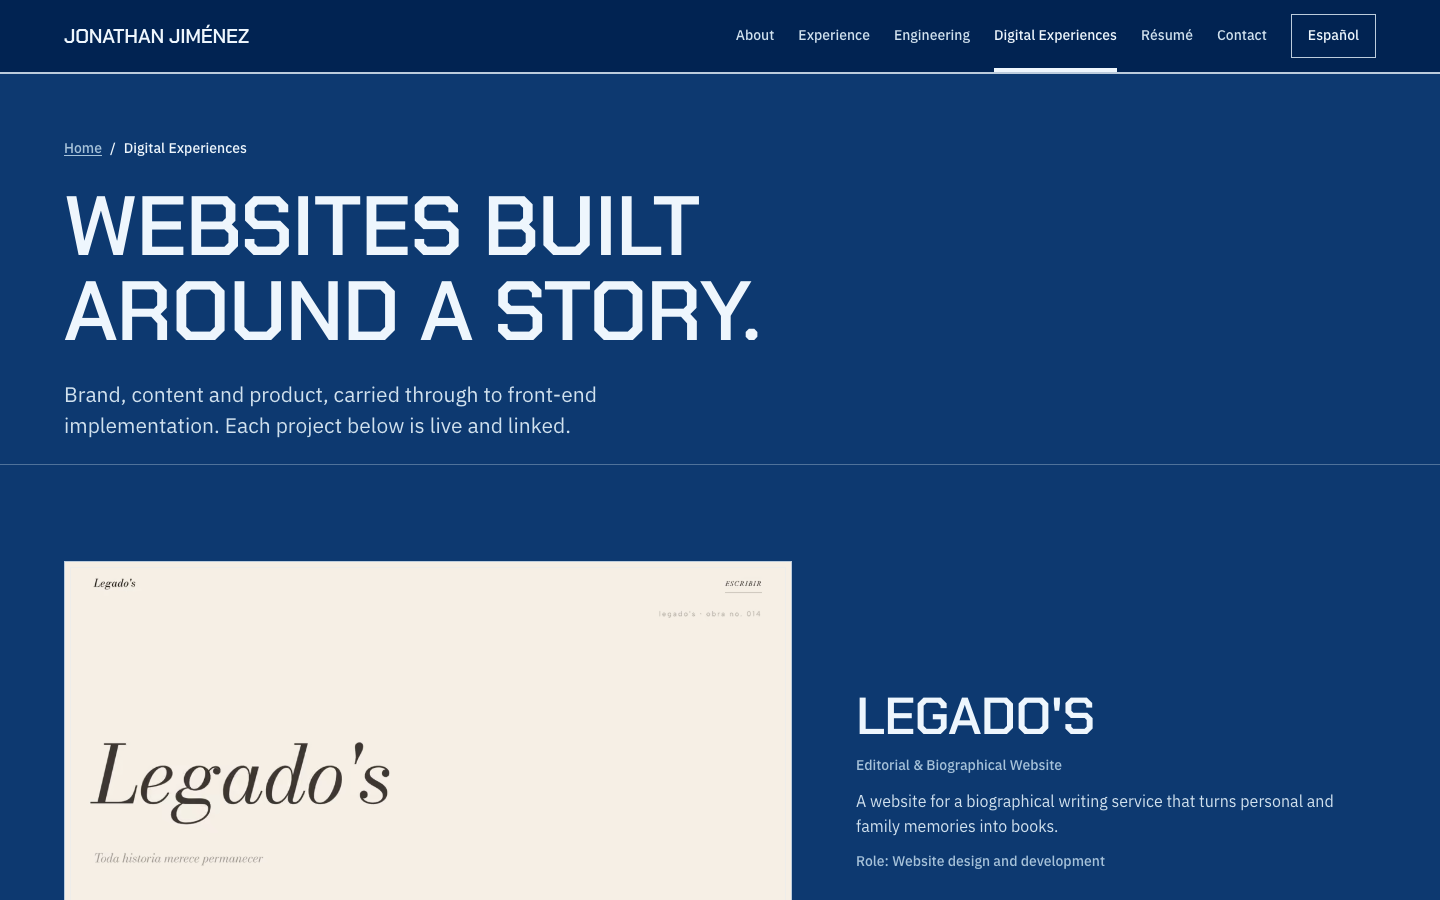 JONATHAN JIMÉNEZ
About Experience Engineering Digital Experiences Résumé Contact Español
Home / Digital Experiences
WEBSITES BUILT
AROUND A STORY.
Brand, content and product, carried through to front-end
implementation. Each project below is live and linked.
Legado's
ESCRIBIR
legado's · obra no. 014
Legado's
Toda historia merece permanecer
LEGADO'S
Editorial & Biographical Website
A website for a biographical writing service that turns personal and
family memories into books.
Role: Website design and development